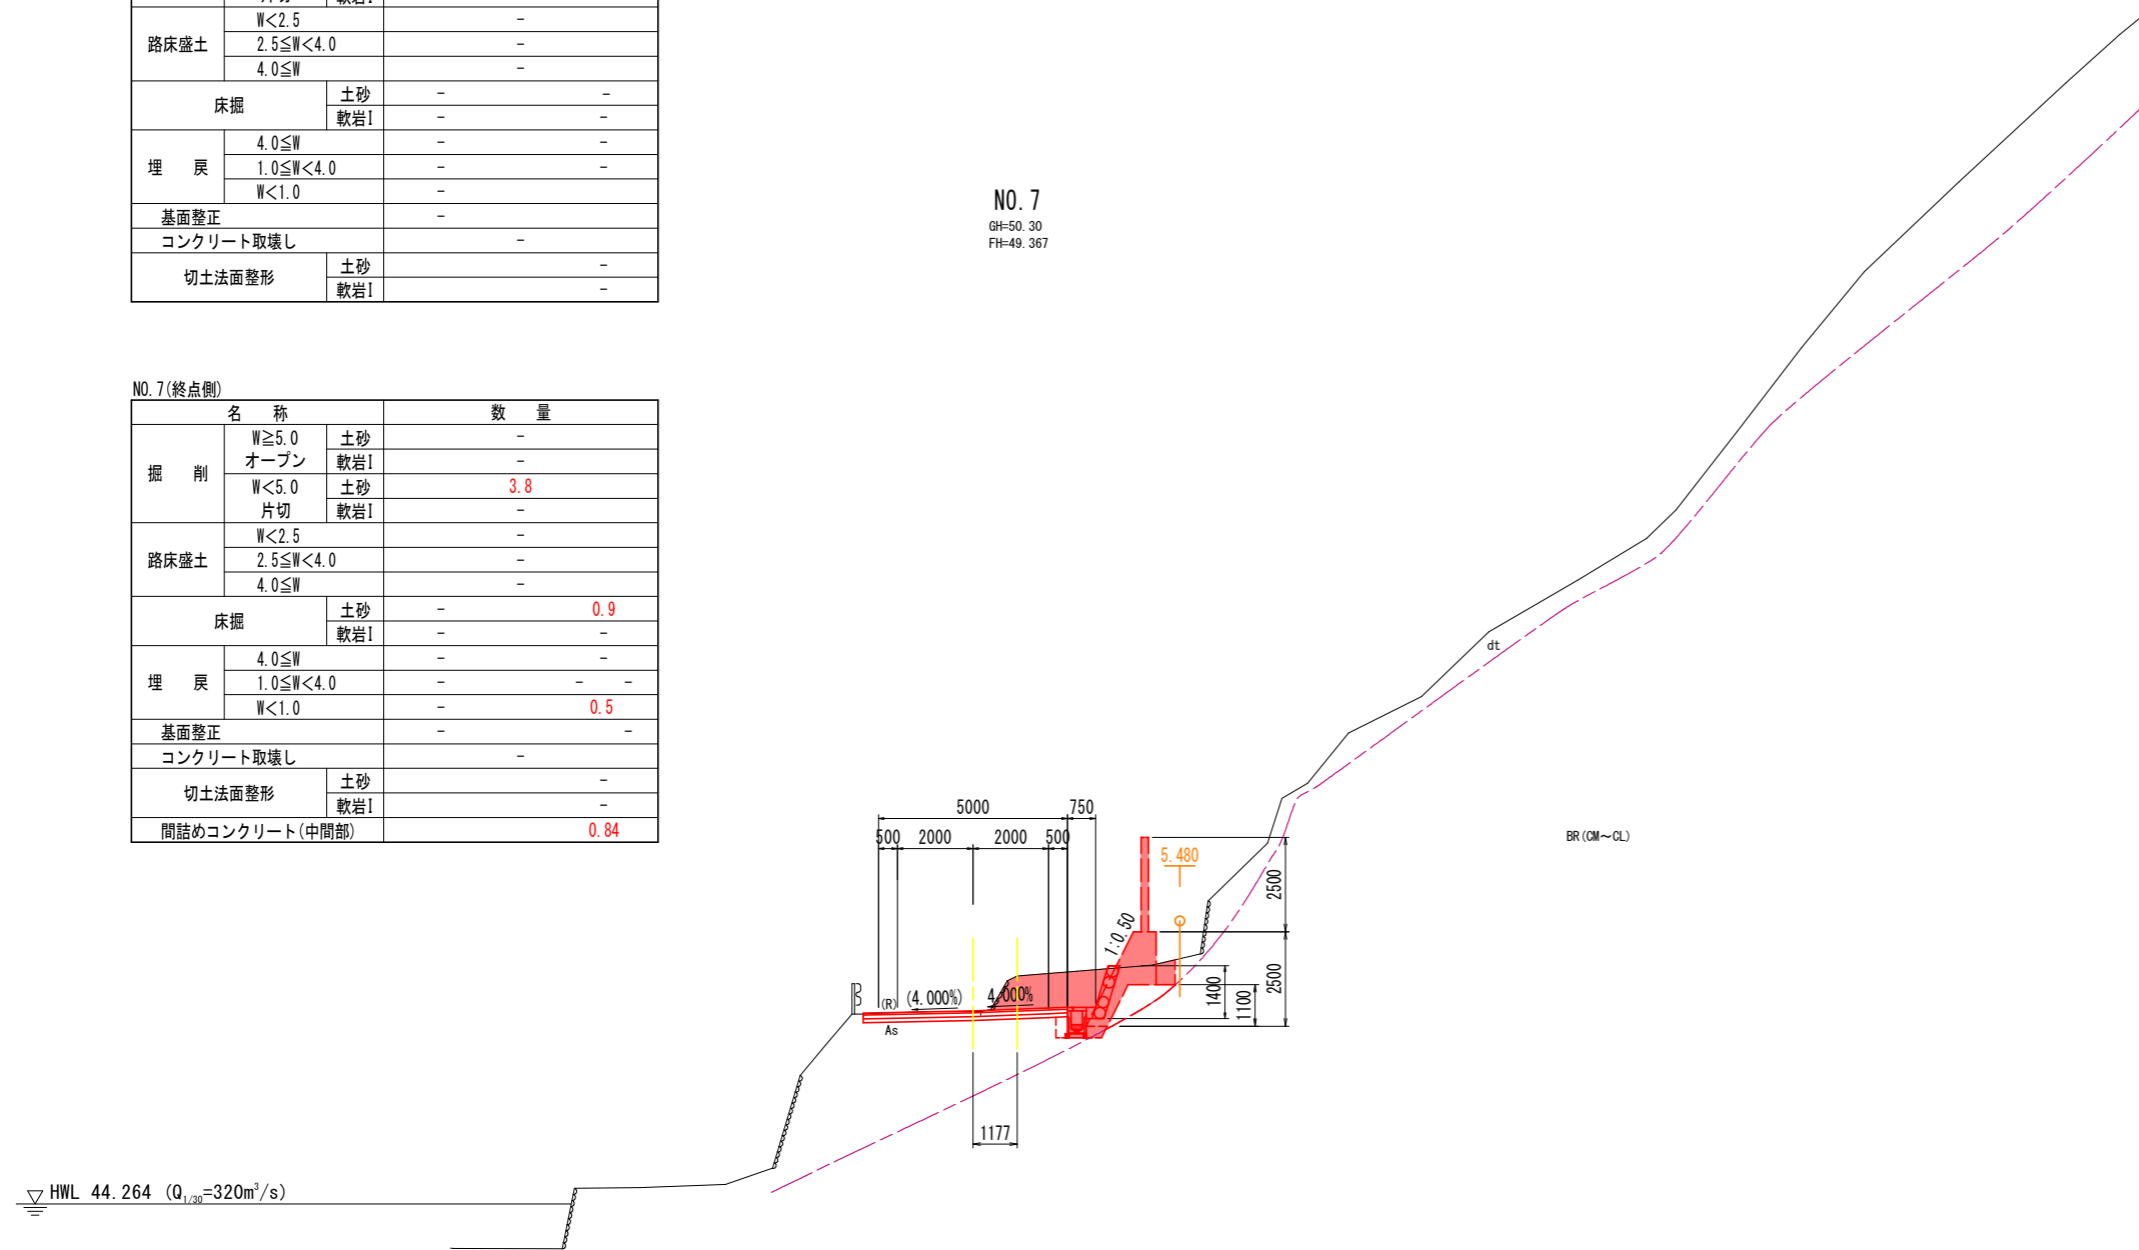 軟岩I
路床盛土 W<2.5 -
2.5≦W<4.0 -
4.0≦W -
床掘 土砂 - -
軟岩I - -
埋 戻 4.0≦W - -
1.0≦W<4.0 - -
W<1.0 -
基面整正 -
コンクリート取壊し -
切土法面整形 土砂 -
軟岩I -
NO.7
GH=50.30
FH=49.367
NO.7(終点側)
名 称 数 量
掘 削 W≧5.0 オープン 土砂 -
軟岩I -
W<5.0 片切 土砂 3.8
軟岩I -
路床盛土 W<2.5 -
2.5≦W<4.0 -
4.0≦W -
床掘 土砂 - 0.9
軟岩I - -
埋 戻 4.0≦W - -
1.0≦W<4.0 - - -
W<1.0 - 0.5
基面整正 - -
コンクリート取壊し -
切土法面整形 土砂 -
軟岩I -
間詰めコンクリート(中間部) 0.84
dt
BR(CM～CL)
5000 750
500 2000 2000 500
5.480
2500
1:0.50
2500
1400
1100
(R) (4.000%) 4.000%
As
1177
HWL 44.264 (Q1/30=320m³/s)